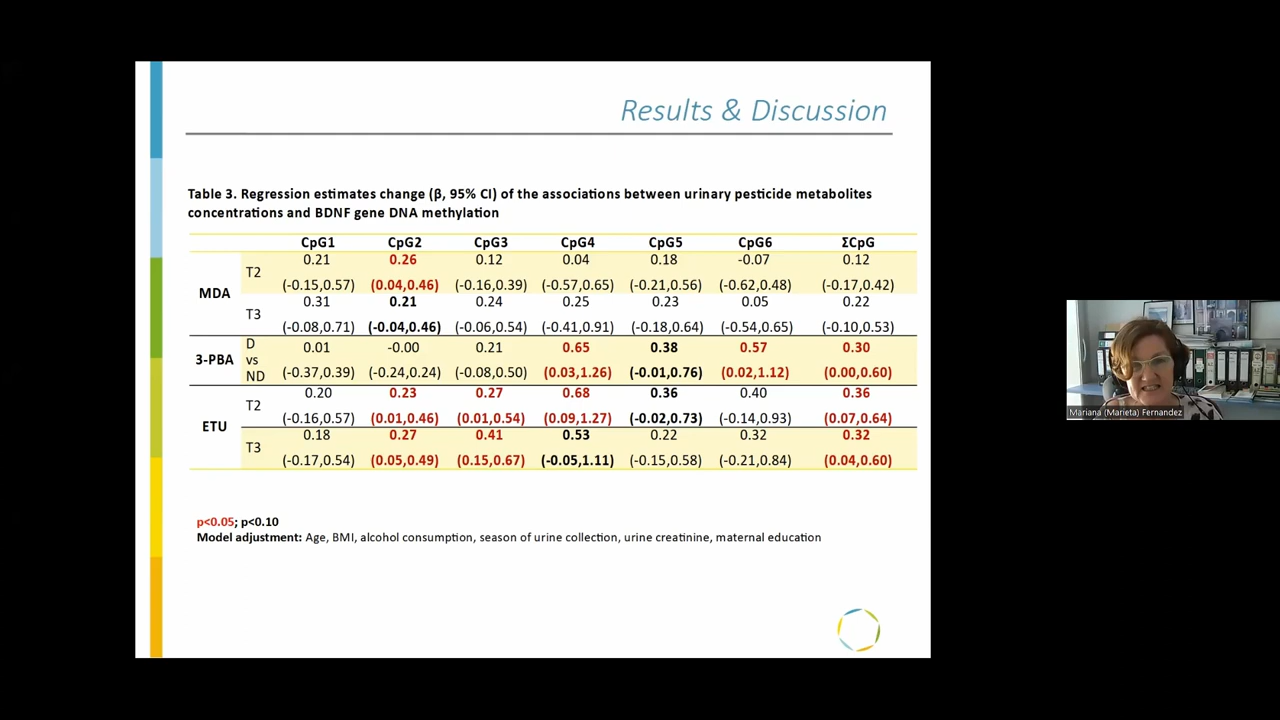 Results & Discussion
Table 3. Regression estimates change (β, 95% CI) of the associations between urinary pesticide metabolites
concentrations and BDNF gene DNA methylation
CpG1 CpG2 CpG3 CpG4 CpG5 CpG6 ΣCpG
MDA
T2
0.21 0.26 0.12 0.04 0.18 -0.07 0.12
(-0.15,0.57) (0.04,0.46) (-0.16,0.39) (-0.57,0.65) (-0.21,0.56) (-0.62,0.48) (-0.17,0.42)
T3
0.31 0.21 0.24 0.25 0.23 0.05 0.22
(-0.08,0.71) (-0.04,0.46) (-0.06,0.54) (-0.41,0.91) (-0.18,0.64) (-0.54,0.65) (-0.10,0.53)
3-PBA
D
vs
ND
0.01 -0.00 0.21 0.65 0.38 0.57 0.30
(-0.37,0.39) (-0.24,0.24) (-0.08,0.50) (0.03,1.26) (-0.01,0.76) (0.02,1.12) (0.00,0.60)
ETU
T2
0.20 0.23 0.27 0.68 0.36 0.40 0.36
(-0.16,0.57) (0.01,0.46) (0.01,0.54) (0.09,1.27) (-0.02,0.73) (-0.14,0.93) (0.07,0.64)
T3
0.18 0.27 0.41 0.53 0.22 0.32 0.32
(-0.17,0.54) (0.05,0.49) (0.15,0.67) (-0.05,1.11) (-0.15,0.58) (-0.21,0.84) (0.04,0.60)
p<0.05; p<0.10
Model adjustment: Age, BMI, alcohol consumption, season of urine collection, urine creatinine, maternal education
Mariana (Marieta) Fernandez